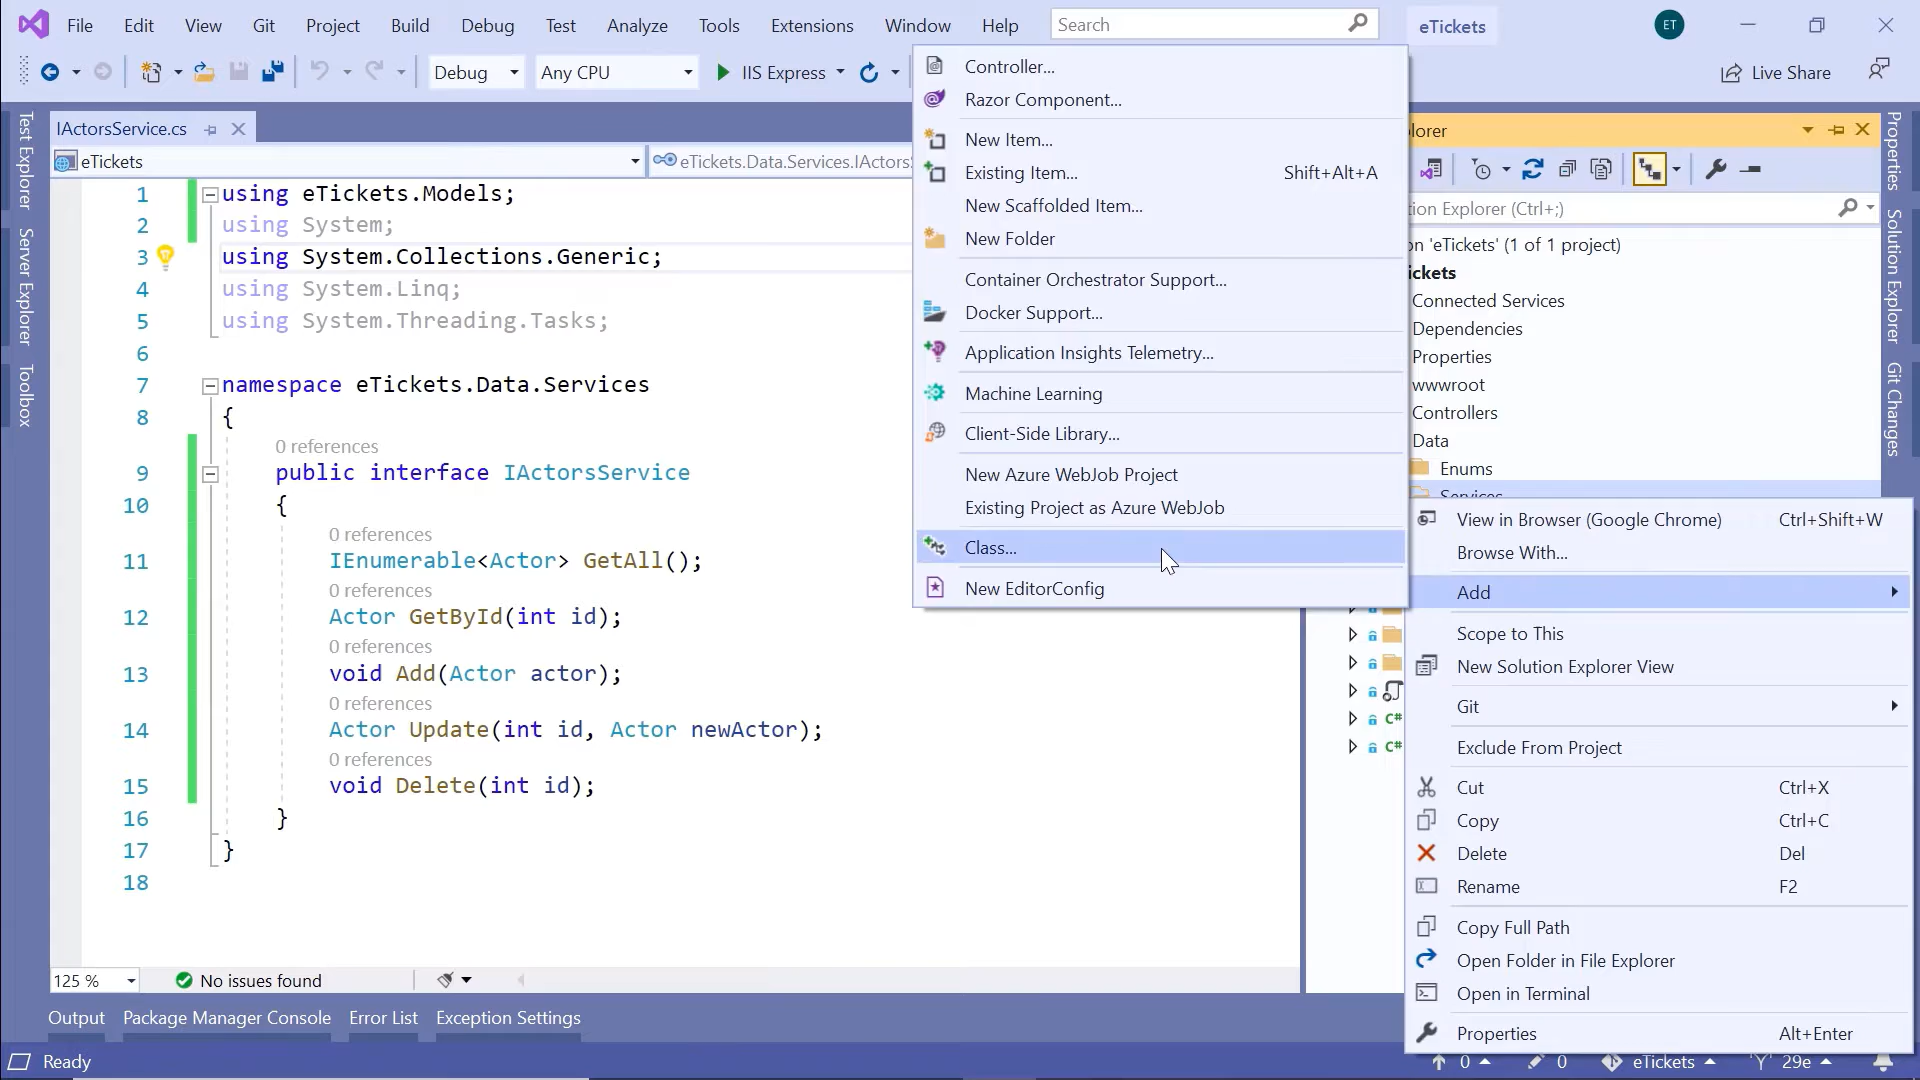 File Edit View Git Project Build Debug Test Analyze Tools Extensions Window Help Search eTickets ET
Debug Any CPU IIS Express Live Share
IActorsService.cs
eTickets eTickets.Data.Services.IActorsS
1 using eTickets.Models;
2 using System;
3 using System.Collections.Generic;
4 using System.Linq;
5 using System.Threading.Tasks;
6
7 namespace eTickets.Data.Services
8 {
0 references
9 public interface IActorsService
10 {
0 references
11 IEnumerable<Actor> GetAll();
0 references
12 Actor GetById(int id);
0 references
13 void Add(Actor actor);
0 references
14 Actor Update(int id, Actor newActor);
0 references
15 void Delete(int id);
16 }
17 }
18
125 % No issues found
Output Package Manager Console Error List Exception Settings
Ready
Test Explorer
Server Explorer
Toolbox
Controller...
Razor Component...
New Item...
Existing Item... Shift+Alt+A
New Scaffolded Item...
New Folder
Container Orchestrator Support...
Docker Support...
Application Insights Telemetry...
Machine Learning
Client-Side Library...
New Azure WebJob Project
Existing Project as Azure WebJob
Class...
New EditorConfig
lorer
tion Explorer (Ctrl+;)
on 'eTickets' (1 of 1 project)
ickets
Connected Services
Dependencies
Properties
wwwroot
Controllers
Data
Enums
Services
C#
C#
View in Browser (Google Chrome) Ctrl+Shift+W
Browse With...
Add
Scope to This
New Solution Explorer View
Git
Exclude From Project
Cut Ctrl+X
Copy Ctrl+C
Delete Del
Rename F2
Copy Full Path
Open Folder in File Explorer
Open in Terminal
Properties Alt+Enter
0 0 eTickets 29e
Properties
Solution Explorer
Git Changes